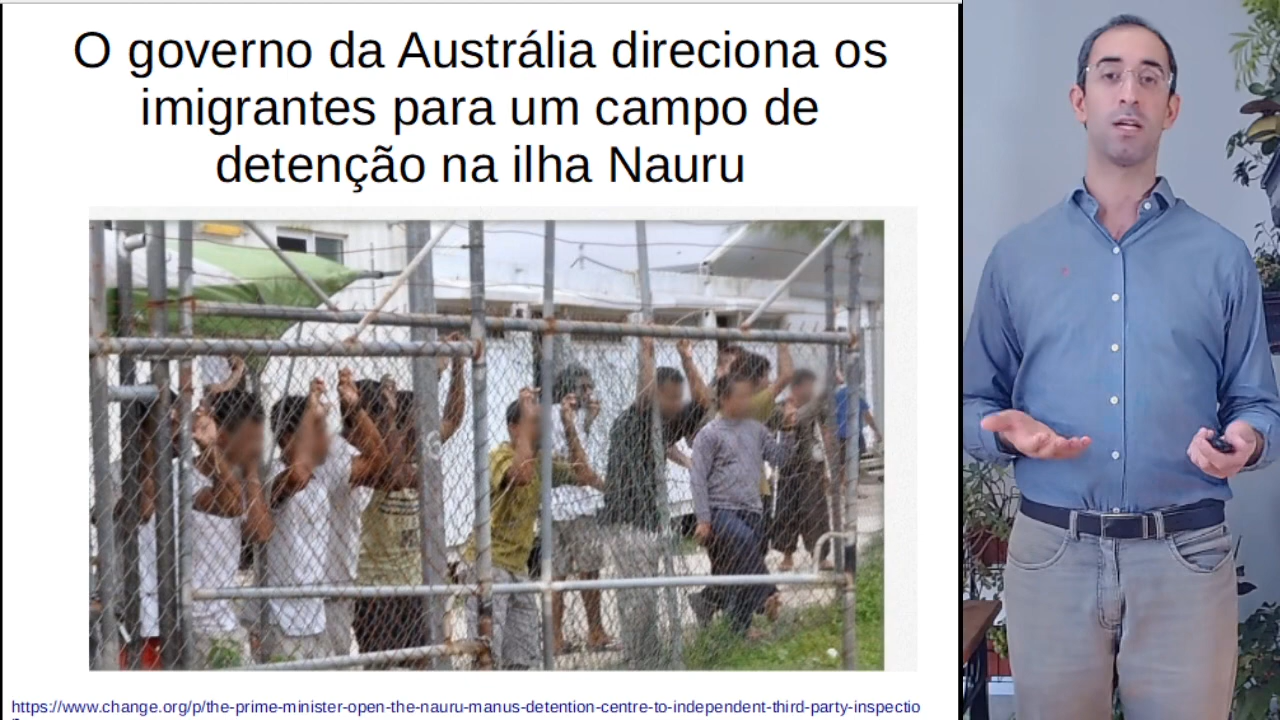 O governo da Austrália direciona os
imigrantes para um campo de
detenção na ilha Nauru
https://www.change.org/p/the-prime-minister-open-the-nauru-manus-detention-centre-to-independent-third-party-inspectio